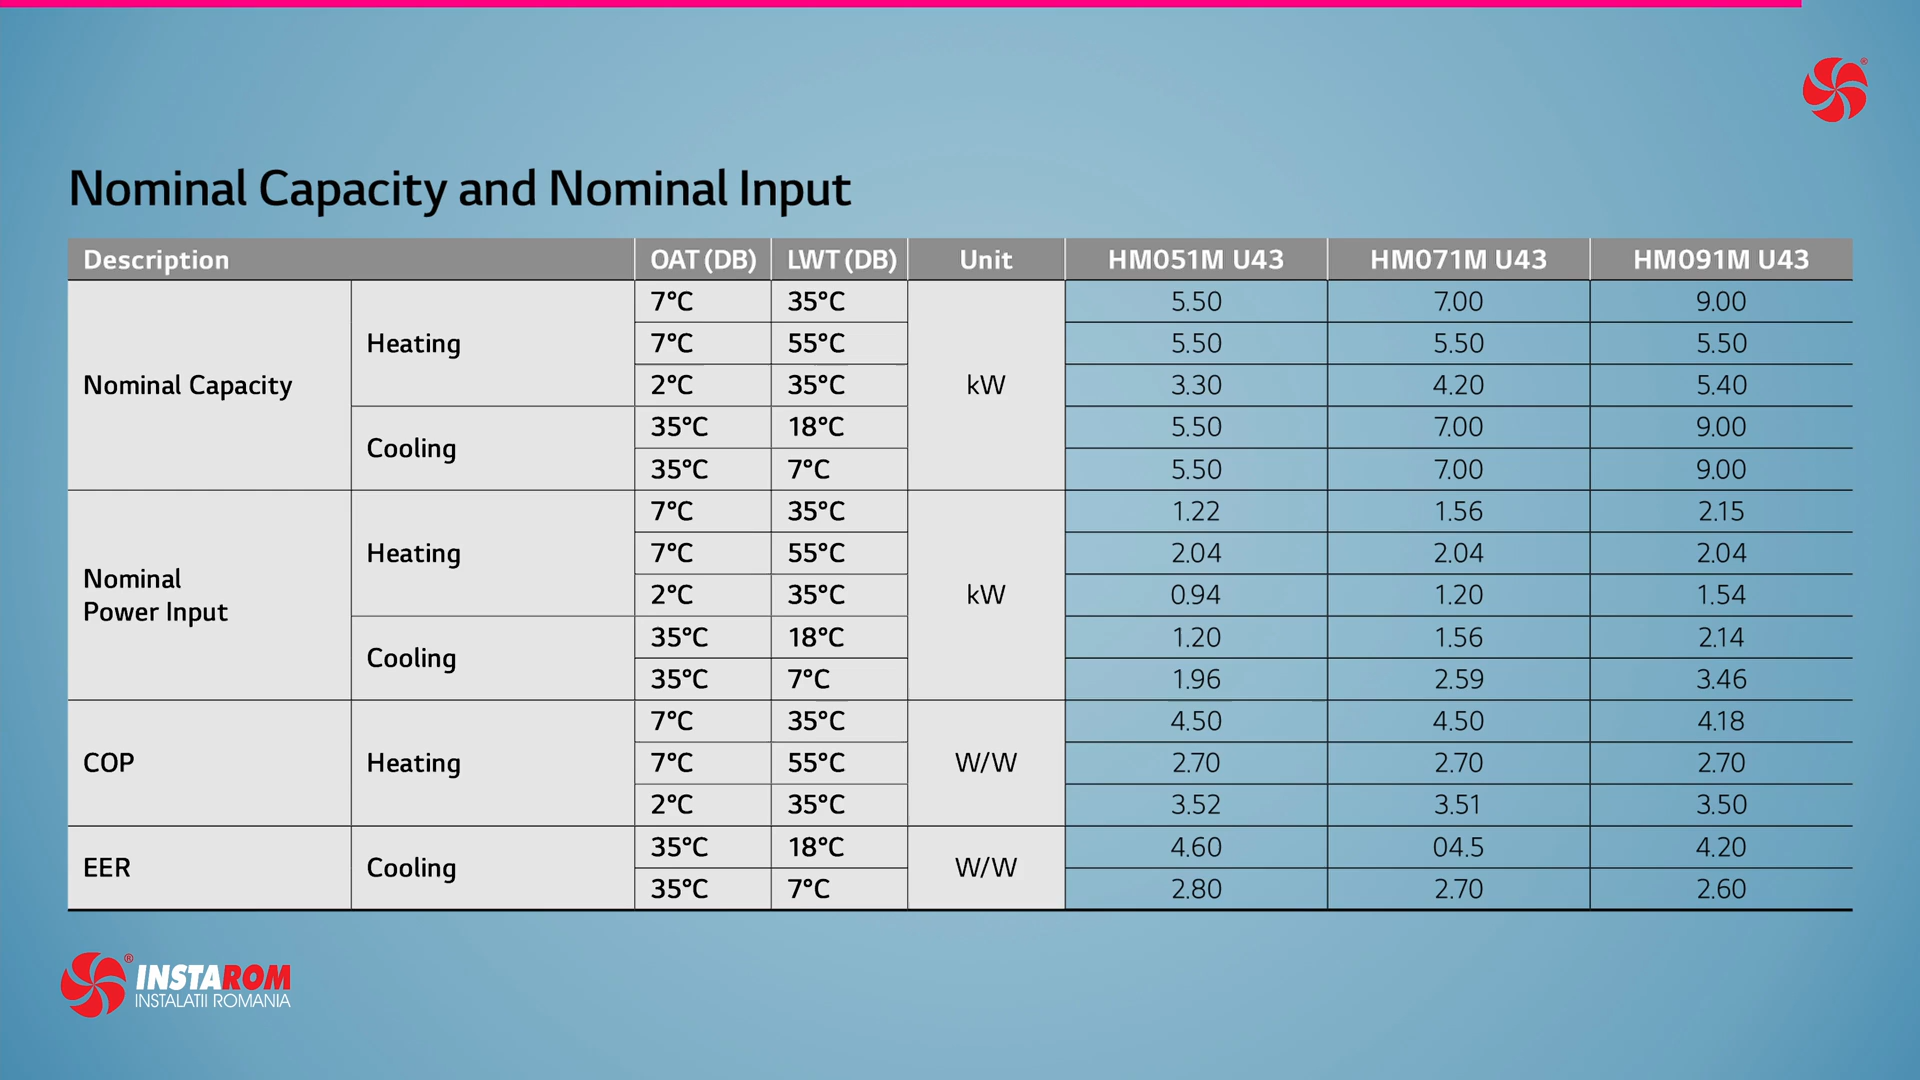 ®
Nominal Capacity and Nominal Input
Description OAT (DB) LWT (DB) Unit HM051M U43 HM071M U43 HM091M U43
Nominal Capacity Heating 7°C 35°C kW 5.50 7.00 9.00
7°C 55°C 5.50 5.50 5.50
2°C 35°C 3.30 4.20 5.40
Cooling 35°C 18°C 5.50 7.00 9.00
35°C 7°C 5.50 7.00 9.00
Nominal Power Input Heating 7°C 35°C kW 1.22 1.56 2.15
7°C 55°C 2.04 2.04 2.04
2°C 35°C 0.94 1.20 1.54
Cooling 35°C 18°C 1.20 1.56 2.14
35°C 7°C 1.96 2.59 3.46
COP Heating 7°C 35°C W/W 4.50 4.50 4.18
7°C 55°C 2.70 2.70 2.70
2°C 35°C 3.52 3.51 3.50
EER Cooling 35°C 18°C W/W 4.60 04.5 4.20
35°C 7°C 2.80 2.70 2.60
® INSTAROM
INSTALATII ROMANIA